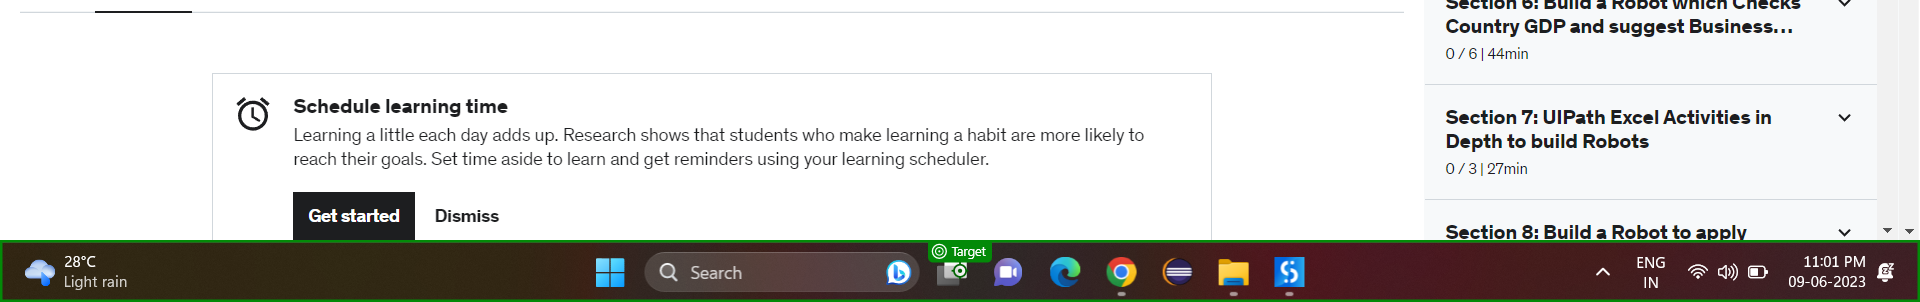 Section 6: Build a Robot which Checks
Country GDP and suggest Business...
0 / 6 | 44min
Schedule learning time
Learning a little each day adds up. Research shows that students who make learning a habit are more likely to
reach their goals. Set time aside to learn and get reminders using your learning scheduler.
Get started Dismiss
Section 7: UIPath Excel Activities in
Depth to build Robots
0 / 3 | 27min
Section 8: Build a Robot to apply
28°C
Light rain
Search
Target
ENG
IN
11:01 PM
09-06-2023